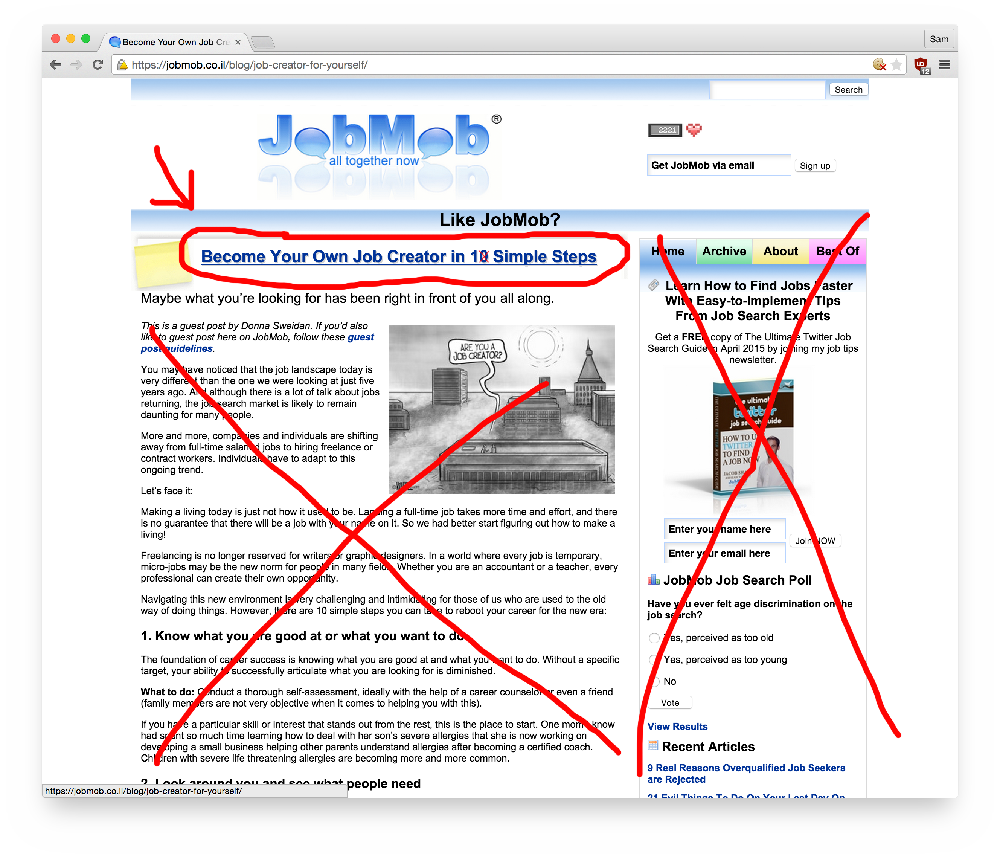 Become Your Own Job Cre
Sam
https://jobmob.co.il/blog/job-creator-for-yourself/
12
Search
JobMob®
all together now
2221
Get JobMob via email
Sign up
Like JobMob?
Become Your Own Job Creator in 10 Simple Steps
Maybe what you're looking for has been right in front of you all along.
This is a guest post by Donna Sweidan. If you'd also
like to guest post here on JobMob, follow these guest
post guidelines.
You may have noticed that the job landscape today is
very different than the one we were looking at just five
years ago. And although there is a lot of talk about jobs
returning, the job search market is likely to remain
daunting for many people.
More and more, companies and individuals are shifting
away from full-time salaried jobs to hiring freelance or
contract workers. Individuals have to adapt to this
ongoing trend.
ARE YOU A
JOB CREATOR?
Let's face it:
Making a living today is just not how it used to be. Landing a full-time job takes more time and effort, and there
is no guarantee that there will be a job with your name on it. So we had better start figuring out how to make a
living!
Freelancing is no longer reserved for writers or graphic designers. In a world where every job is temporary,
micro-jobs may be the new norm for people in many fields. Whether you are an accountant or a teacher, every
professional can create their own opportunity.
Navigating this new environment is very challenging and intimidating for those of us who are used to the old
way of doing things. However, there are 10 simple steps you can take to reboot your career for the new era:
1. Know what you are good at or what you want to do
The foundation of career success is knowing what you are good at and what you want to do. Without a specific
target, your ability to successfully articulate what you are looking for is diminished.
What to do: Conduct a thorough self-assessment, ideally with the help of a career counselor or even a friend
(family members are not very objective when it comes to helping you with this).
If you have a particular skill or interest that stands out from the rest, this is the place to start. One mom I know
had spent so much time learning how to deal with her son's severe allergies that she is now working on
developing a small business helping other parents understand allergies after becoming a certified coach.
Children with severe life threatening allergies are becoming more and more common.
2. Look around you and see what people need
Home
Archive
About
Best Of
Learn How to Find Jobs Faster
With Easy-to-Implement Tips
From Job Search Experts
Get a FREE copy of The Ultimate Twitter Job
Search Guide in April 2015 by joining my job tips
newsletter.
the ultimate
twitter
job search guide
HOW TO USE
TWITTER
TO FIND
A JOB NOW
Enter your name here
Enter your email here
Join NOW
JobMob Job Search Poll
Have you ever felt age discrimination on the
job search?
Yes, perceived as too old
Yes, perceived as too young
No
Vote
View Results
Recent Articles
9 Real Reasons Overqualified Job Seekers
are Rejected
21 Evil Things To Do On Your Last Day On
https://jobmob.co.il/blog/job-creator-for-yourself/